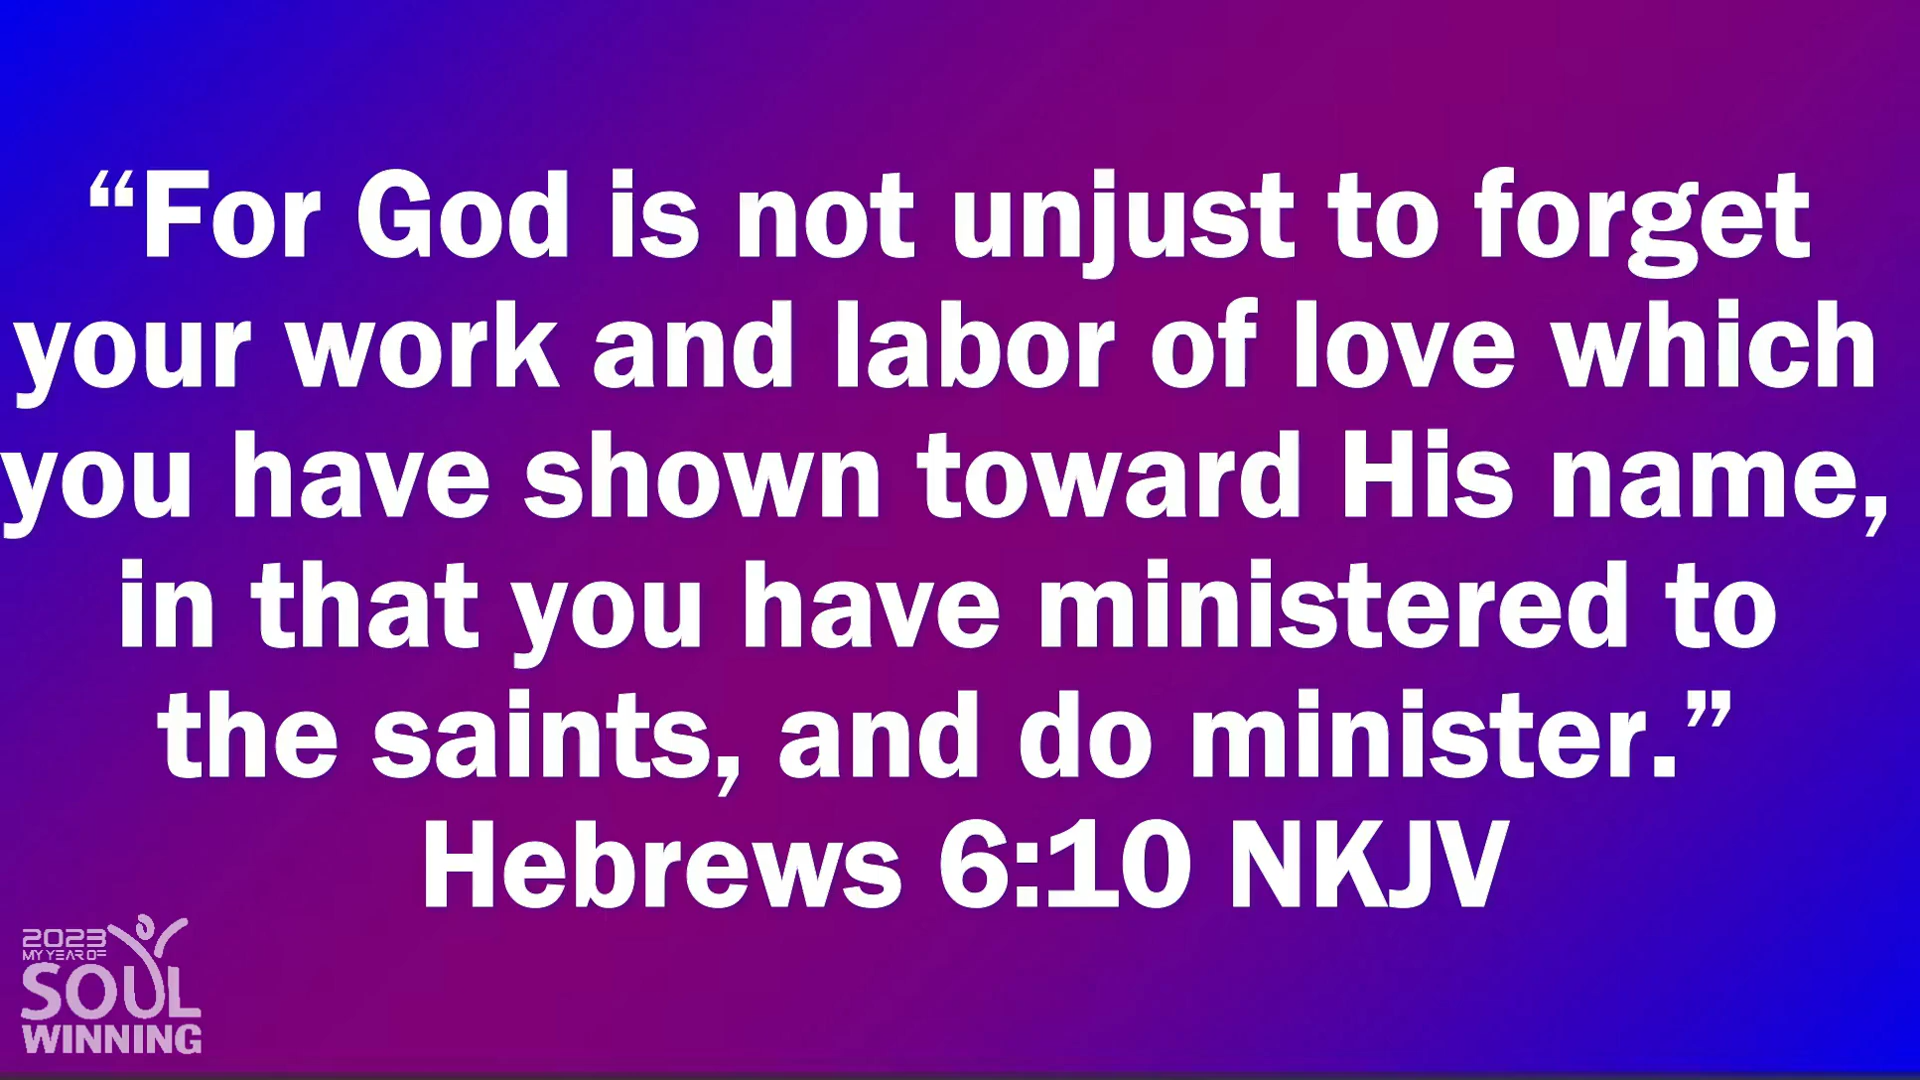 “For God is not unjust to forget
your work and labor of love which
you have shown toward His name,
in that you have ministered to
the saints, and do minister.”
Hebrews 6:10 NKJV
2023
MY YEAR OF
SOUL
WINNING